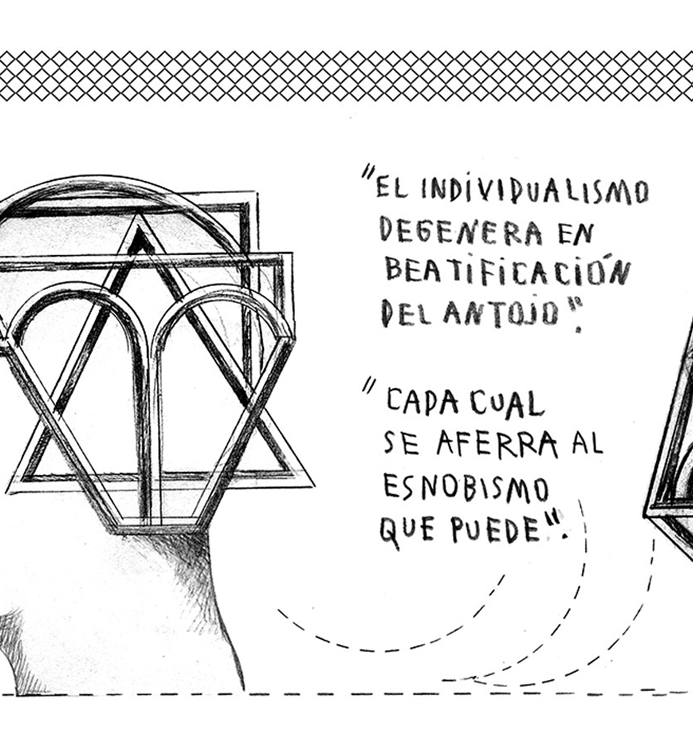 "EL INDIVIDUALISMO
DEGENERA EN
BEATIFICACIÓN
DEL ANTOJO".
"CADA CUAL
SE AFERRA AL
ESNOBISMO
QUE PUEDE".